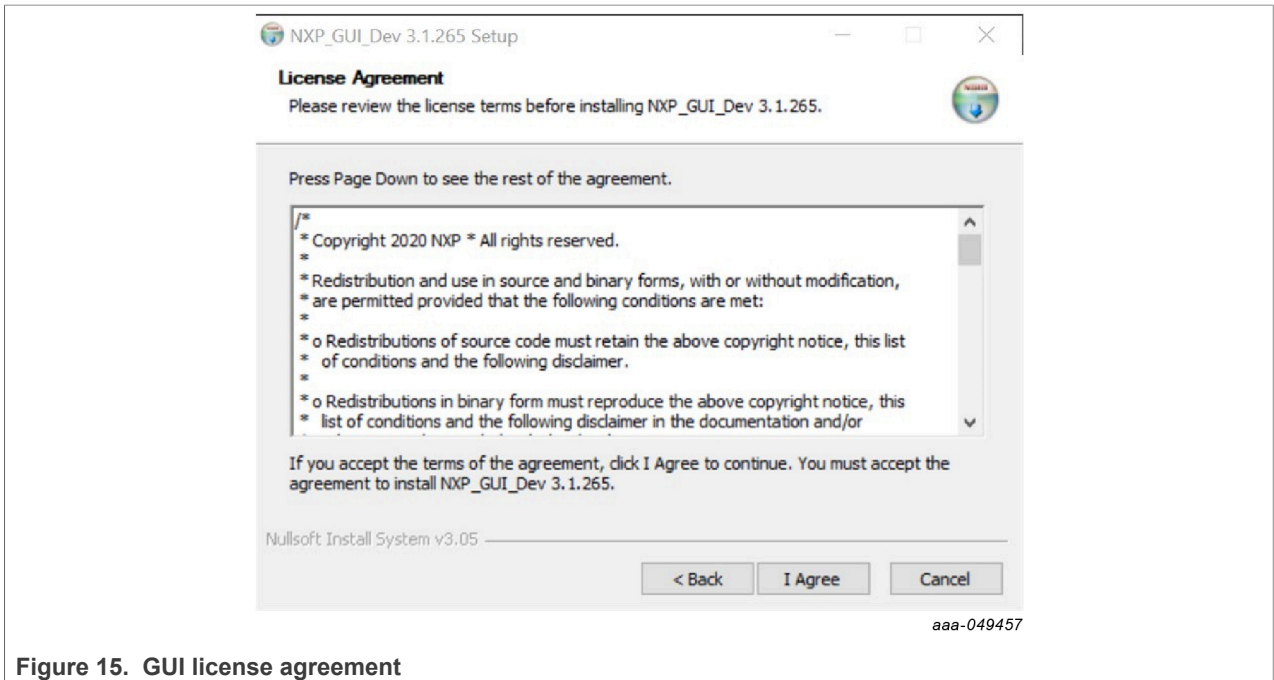 NXP_GUI_Dev 3.1.265 Setup
License Agreement
Please review the license terms before installing NXP_GUI_Dev 3.1.265.
Press Page Down to see the rest of the agreement.
/*
* Copyright 2020 NXP * All rights reserved.
*
* Redistribution and use in source and binary forms, with or without modification,
* are permitted provided that the following conditions are met:
*
* o Redistributions of source code must retain the above copyright notice, this list
* of conditions and the following disclaimer.
*
* o Redistributions in binary form must reproduce the above copyright notice, this
* list of conditions and the following disclaimer in the documentation and/or
If you accept the terms of the agreement, click I Agree to continue. You must accept the
agreement to install NXP_GUI_Dev 3.1.265.
Nullsoft Install System v3.05
< Back I Agree Cancel
aaa-049457
Figure 15. GUI license agreement